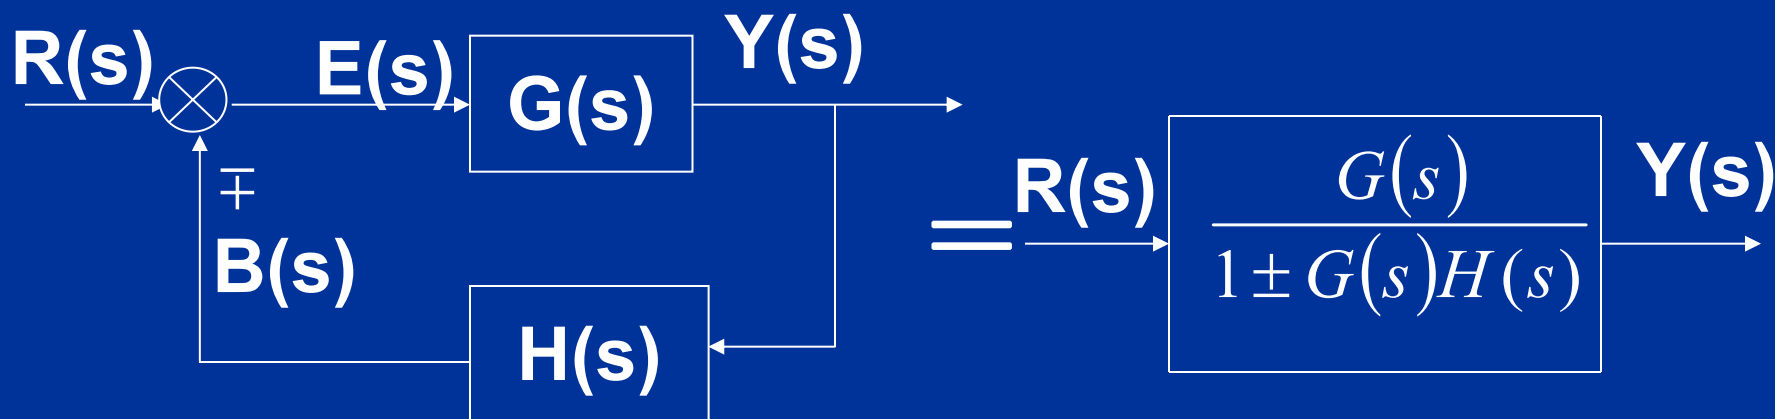 R(s)
E(s)
G(s)
Y(s)
∓
B(s)
H(s)
=
R(s)
G(s)
1 ± G(s)H(s)
Y(s)